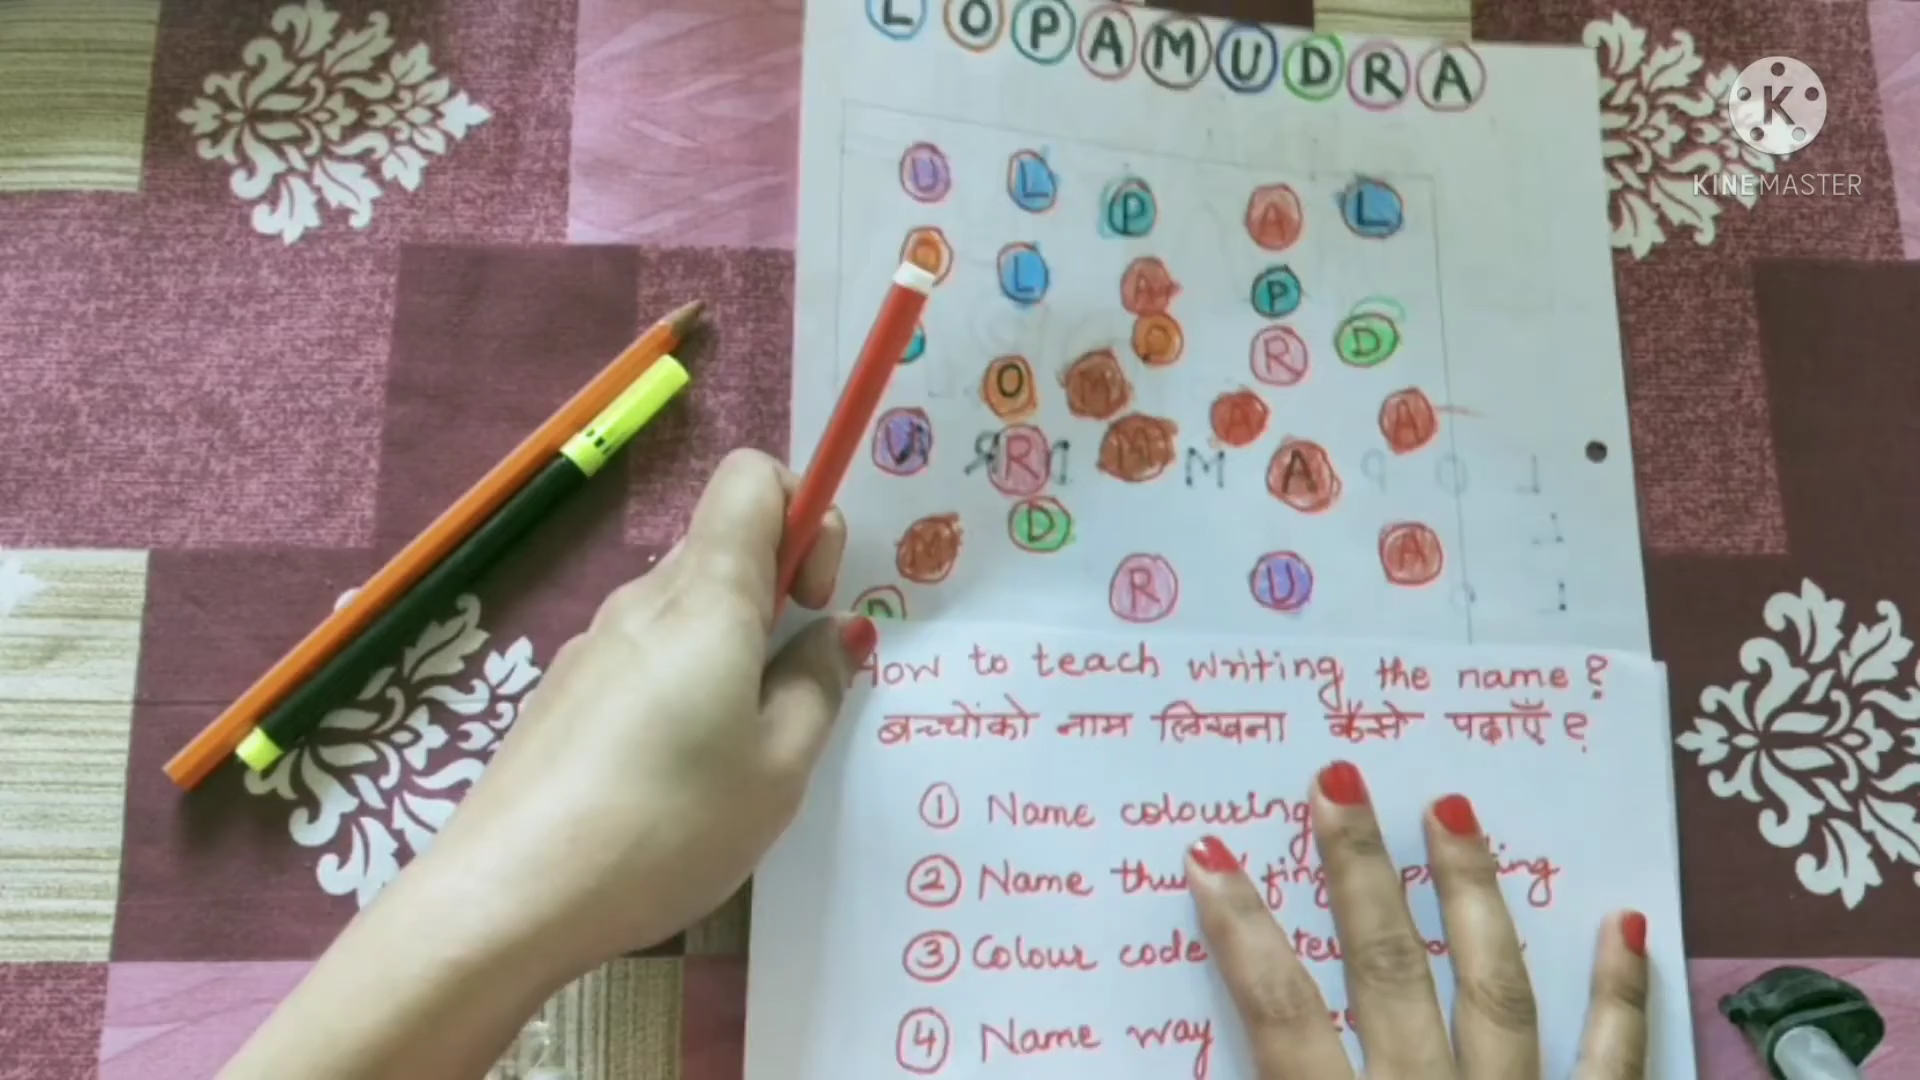 LOPAMUDRA
K
KINEMASTER
U L P A L
O L A P
O R D
O M
A A
U R M M A
M D A
R U
D
How to teach writing the name?
बच्चोंको नाम लिखना कैसे पढाएँ ?
① Name colouring
② Name
③ Colour code
④ Name way